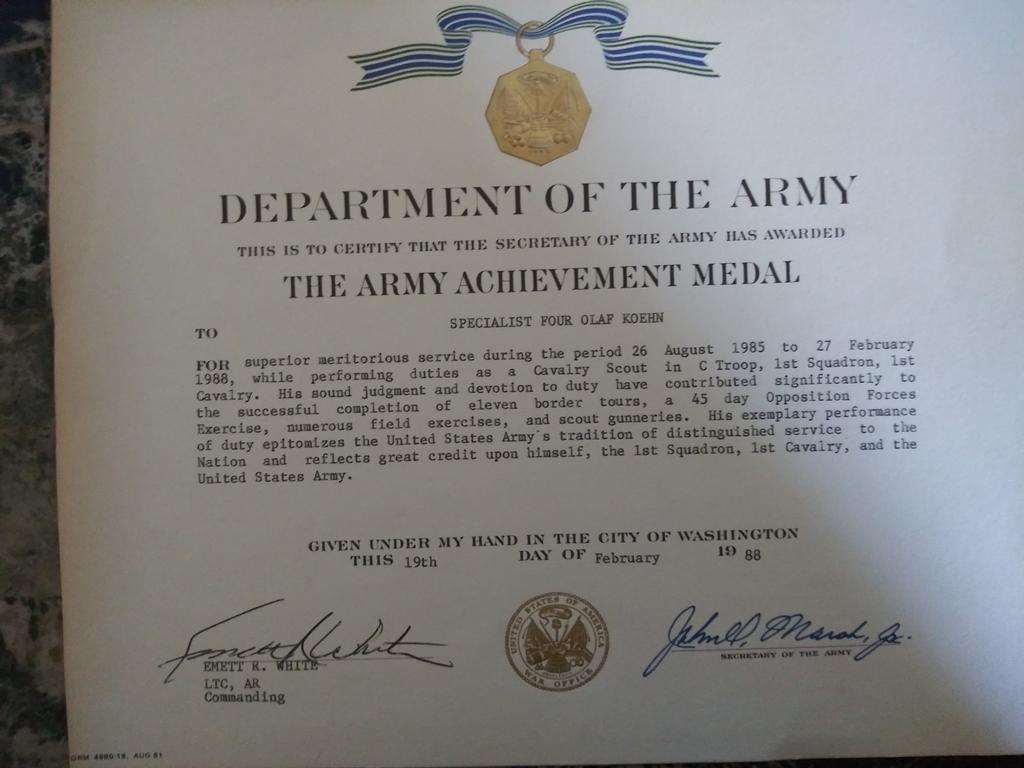 DEPARTMENT OF THE ARMY
THIS IS TO CERTIFY THAT THE SECRETARY OF THE ARMY HAS AWARDED
THE ARMY ACHIEVEMENT MEDAL
TO SPECIALIST FOUR OLAF KOEHN
FOR superior meritorious service during the period 26 August 1985 to 27 February
1988, while performing duties as a Cavalry Scout in C Troop, 1st Squadron, 1st
Cavalry. His sound judgment and devotion to duty have contributed significantly to
the successful completion of eleven border tours, a 45 day Opposition Forces
Exercise, numerous field exercises, and scout gunneries. His exemplary performance
of duty epitomizes the United States Army's tradition of distinguished service to the
Nation and reflects great credit upon himself, the 1st Squadron, 1st Cavalry, and the
United States Army.
GIVEN UNDER MY HAND IN THE CITY OF WASHINGTON
THIS 19th DAY OF February 19 88
UNITED STATES OF AMERICA
WAR OFFICE
John O. Marsh, Jr.
SECRETARY OF THE ARMY
EMETT R. WHITE
LTC, AR
Commanding
AUG 81